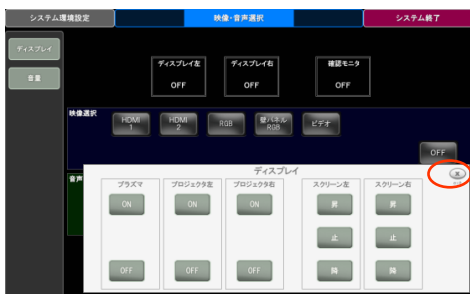 システム環境設定
映像・音声選択
システム終了
ディスプレイ
音量
ディスプレイ左
OFF
ディスプレイ右
OFF
確認モニタ
OFF
映像選択
HDMI
1
HDMI
2
RGB
壁パネル
RGB
ビデオ
OFF
音声
ディスプレイ
x
プラズマ
プロジェクタ左
プロジェクタ右
スクリーン左
スクリーン右
ON
ON
ON
昇
昇
止
止
OFF
OFF
OFF
降
降